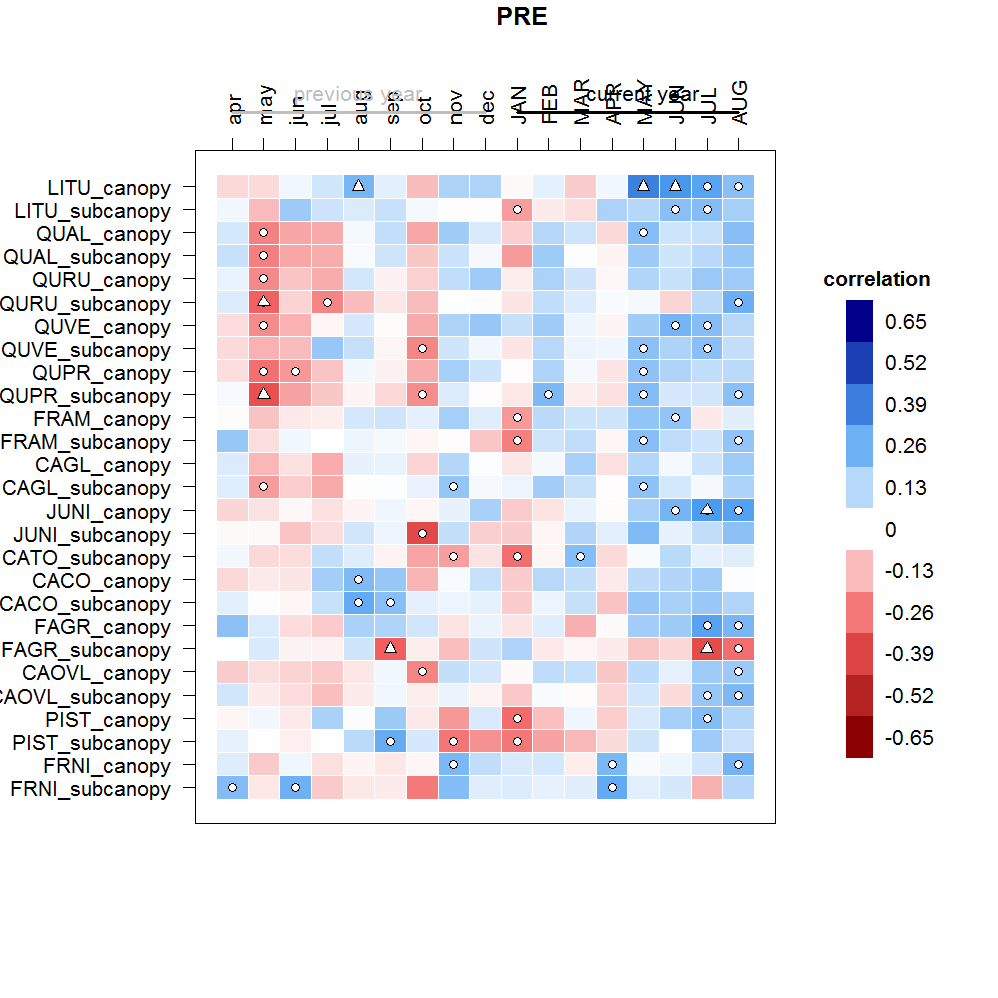 PRE
previous year
current year
apr
may
jun
jul
aug
sep
oct
nov
dec
JAN
FEB
MAR
APR
MAY
JUN
JUL
AUG
LITU_canopy
LITU_subcanopy
QUAL_canopy
QUAL_subcanopy
QURU_canopy
QURU_subcanopy
QUVE_canopy
QUVE_subcanopy
QUPR_canopy
QUPR_subcanopy
FRAM_canopy
FRAM_subcanopy
CAGL_canopy
CAGL_subcanopy
JUNI_canopy
JUNI_subcanopy
CATO_subcanopy
CACO_canopy
CACO_subcanopy
FAGR_canopy
FAGR_subcanopy
CAOVL_canopy
CAOVL_subcanopy
PIST_canopy
PIST_subcanopy
FRNI_canopy
FRNI_subcanopy
correlation
0.65
0.52
0.39
0.26
0.13
0
-0.13
-0.26
-0.39
-0.52
-0.65